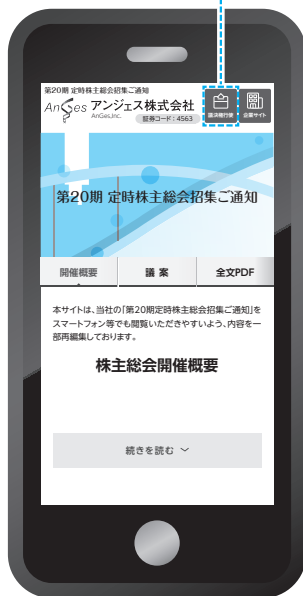 第20期 定時株主総会招集ご通知
AnGes アンジェス株式会社
AnGes,Inc. 証券コード：4563
議決権行使 企業サイト
第20期 定時株主総会招集ご通知
開催概要 議 案 全文PDF
本サイトは、当社の「第20期定時株主総会招集ご通知」を
スマートフォン等でも閲覧いただきやすいよう、内容を一
部再編集しております。
株主総会開催概要
続きを読む